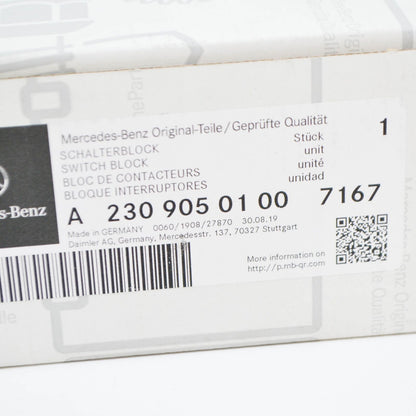 Mercedes-Benz Original-Teile/Geprüfte Qualität
SCHALTERBLOCK Stück 1
SWITCH BLOCK unit
BLOC DE CONTACTEURS unité
BLOQUE INTERRUPTORES unidad
A 230 905 01 00 7167
Made in GERMANY 0060/1908/27870 30.08.19
Daimler AG, Germany, Mercedesstr. 137, 70327 Stuttgart
s-Benz
More information on
http://p.mb-qr.com/